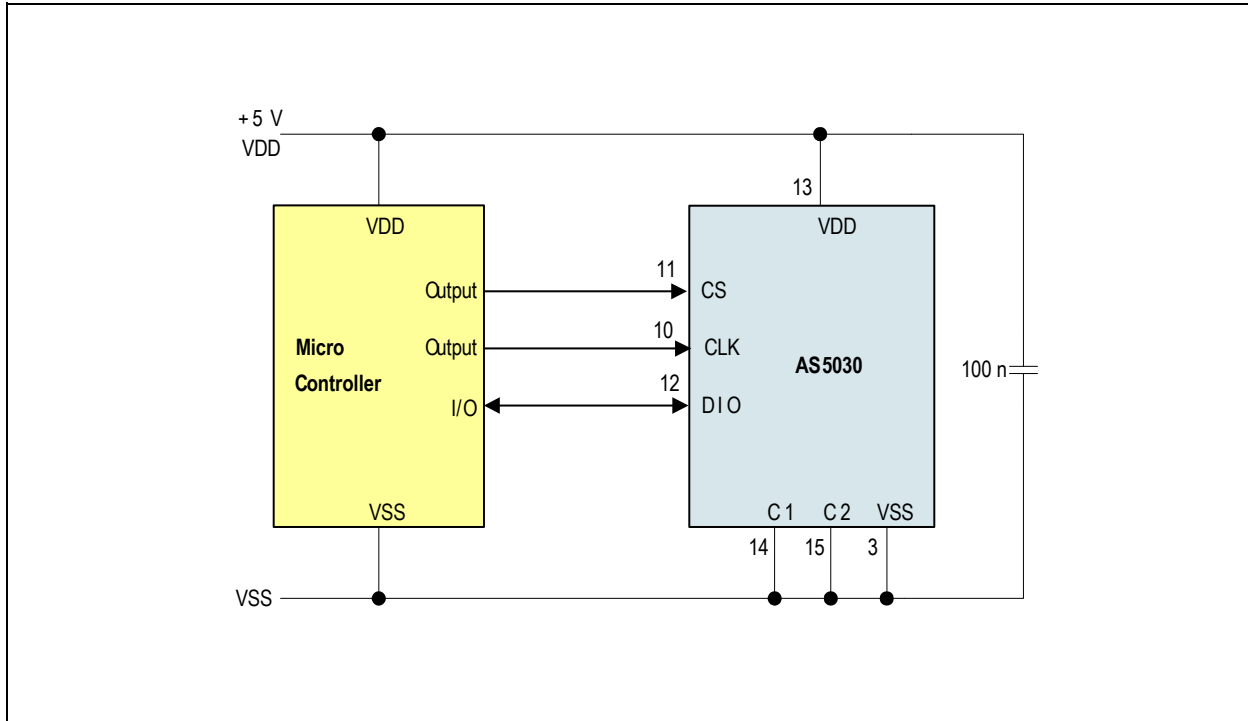 +5 V
VDD
13
VDD
VDD
11
Output
CS
10
Output
CLK
Micro
Controller
AS5030
100 n
12
I/O
DIO
VSS
C1
C2
VSS
14
15
3
VSS